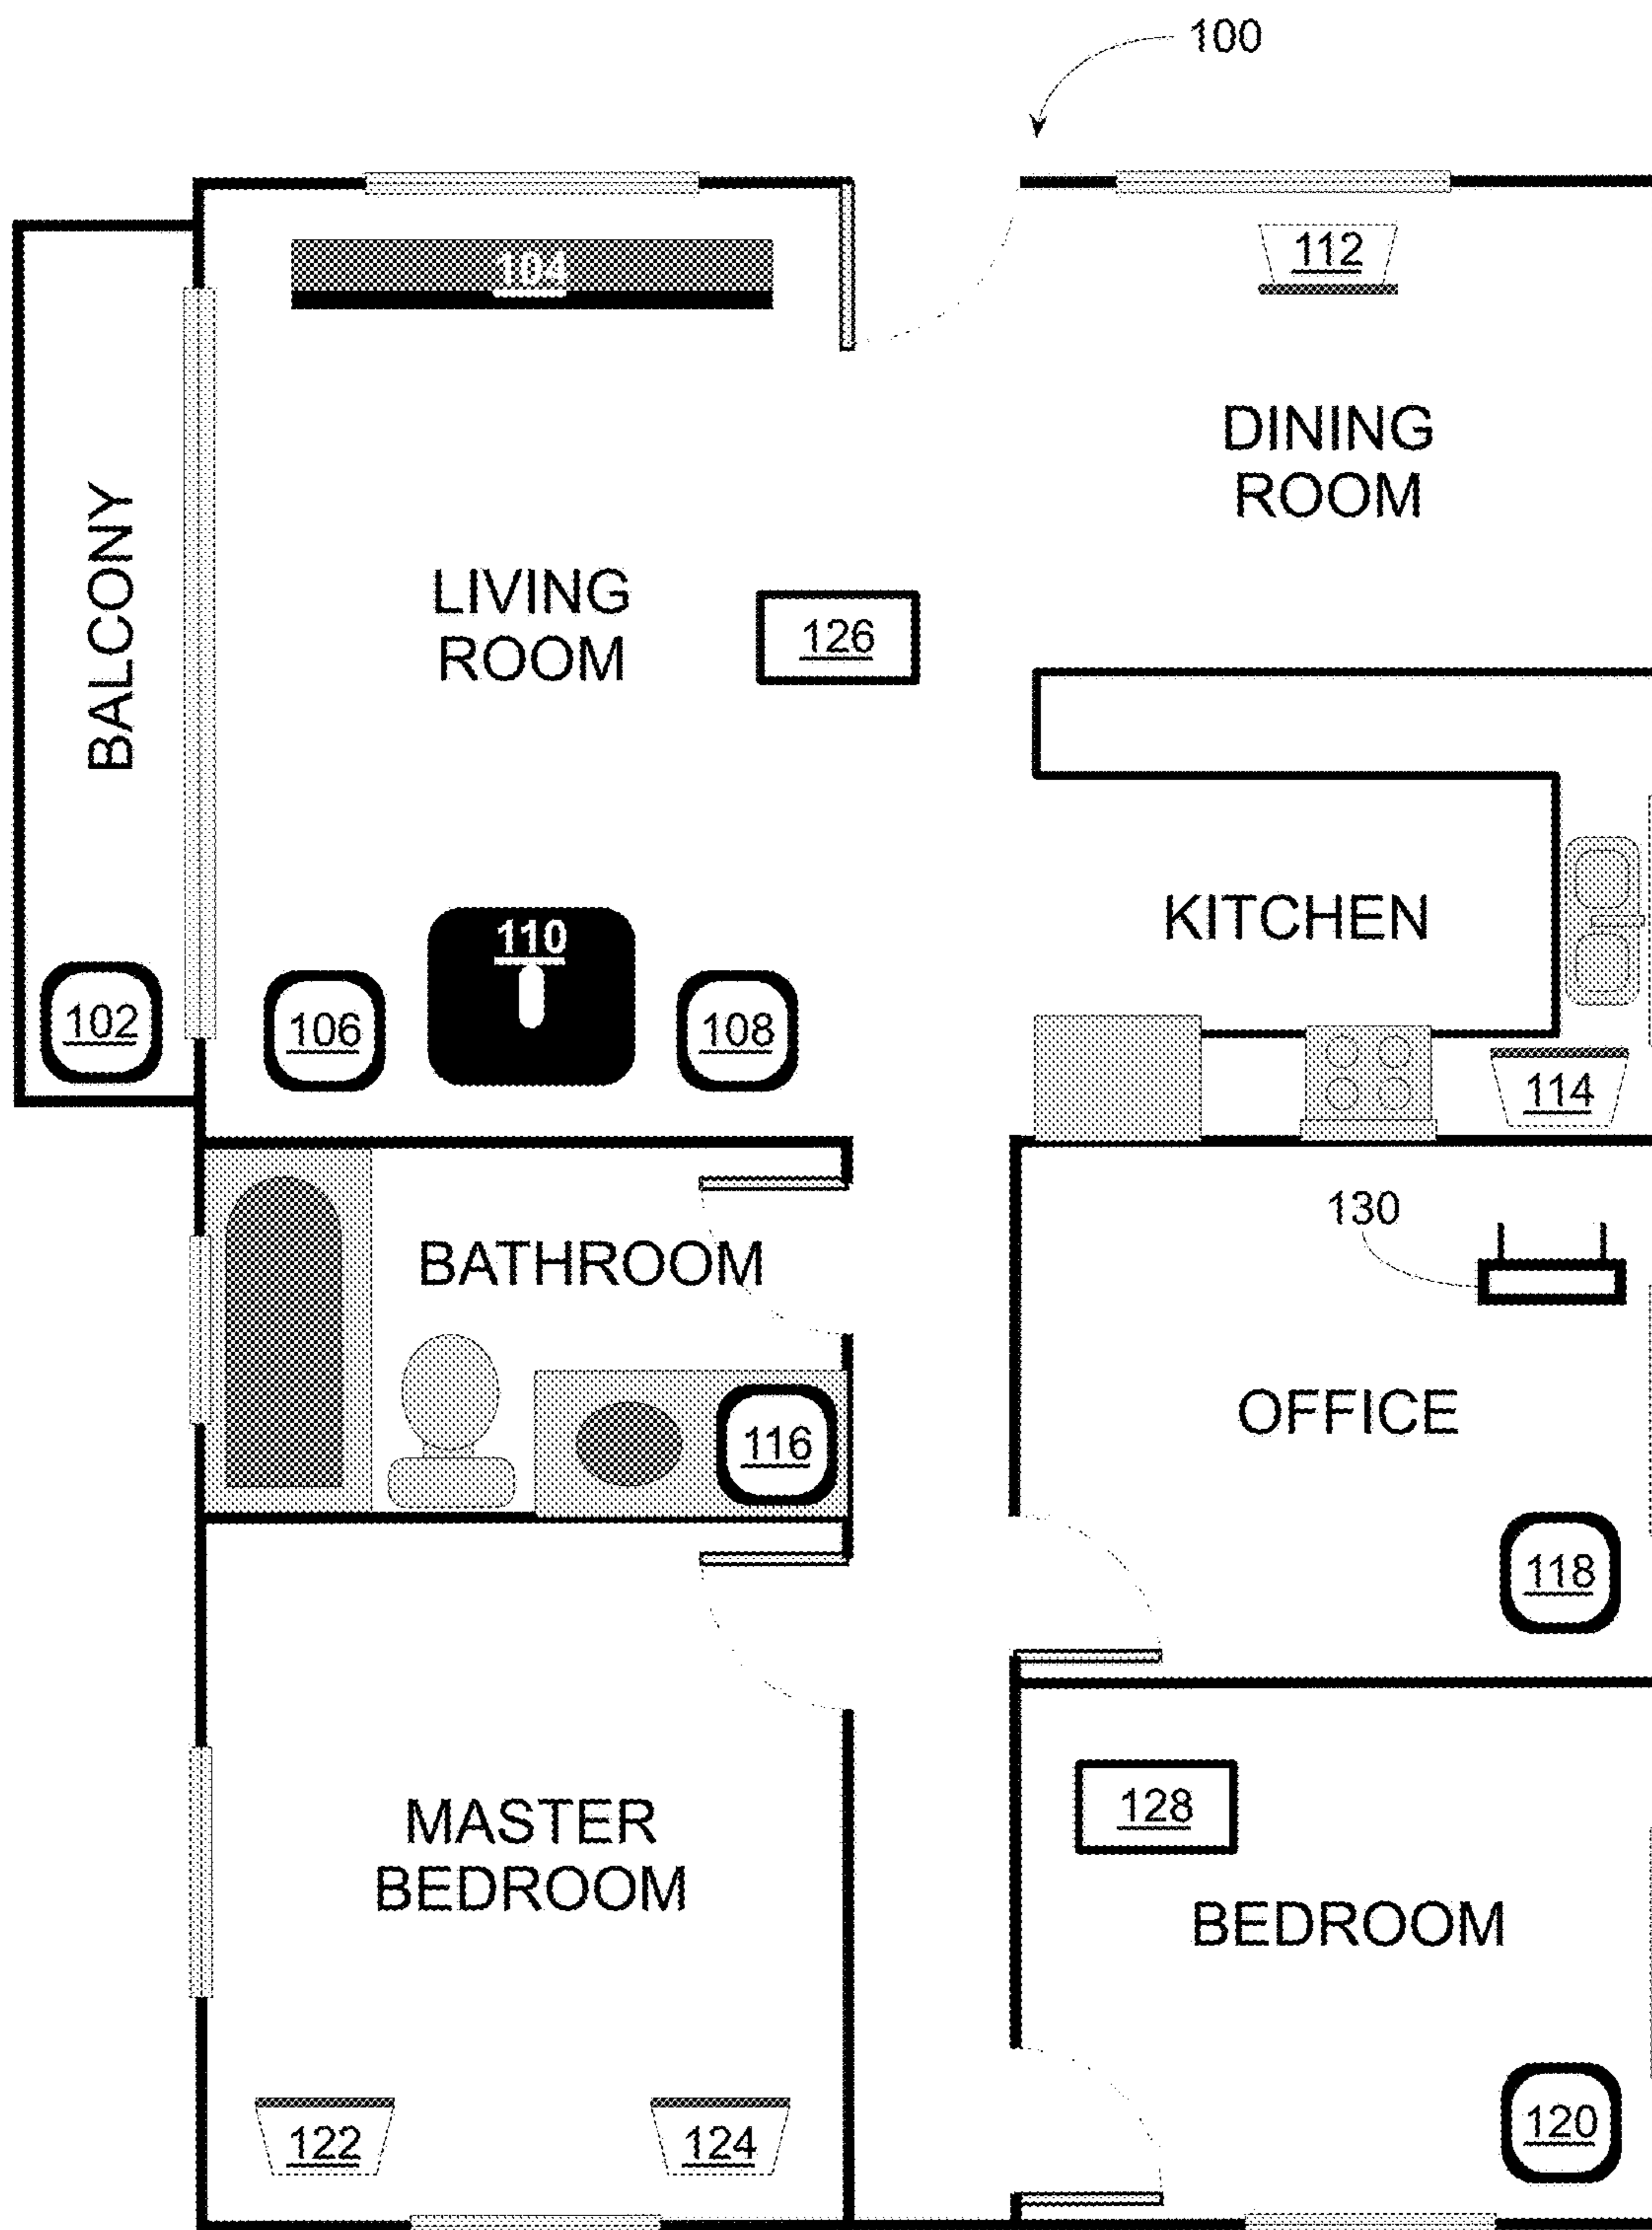 100
104
112
DINING
ROOM
BALCONY
LIVING
ROOM
126
KITCHEN
110
102
106
108
114
130
BATHROOM
OFFICE
116
118
128
MASTER
BEDROOM
BEDROOM
122
124
120